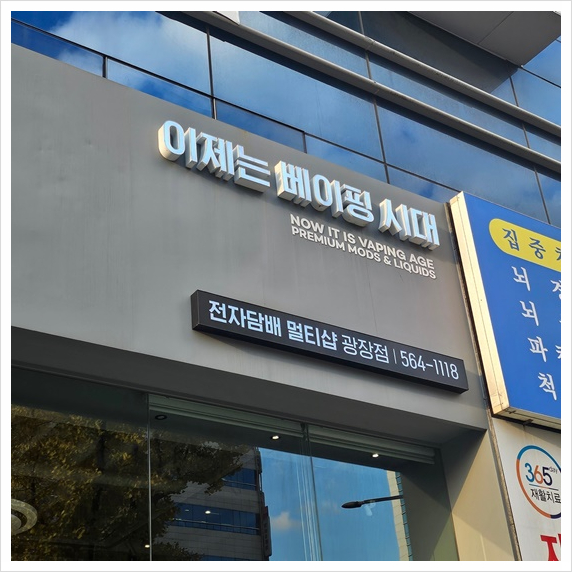 이제는 베이핑 시대
NOW IT IS VAPING AGE
PREMIUM MODS & LIQUIDS
전자담배 멀티샵 광장점 | 564-1118
집중
뇌
뇌
파
척
365
재활치료